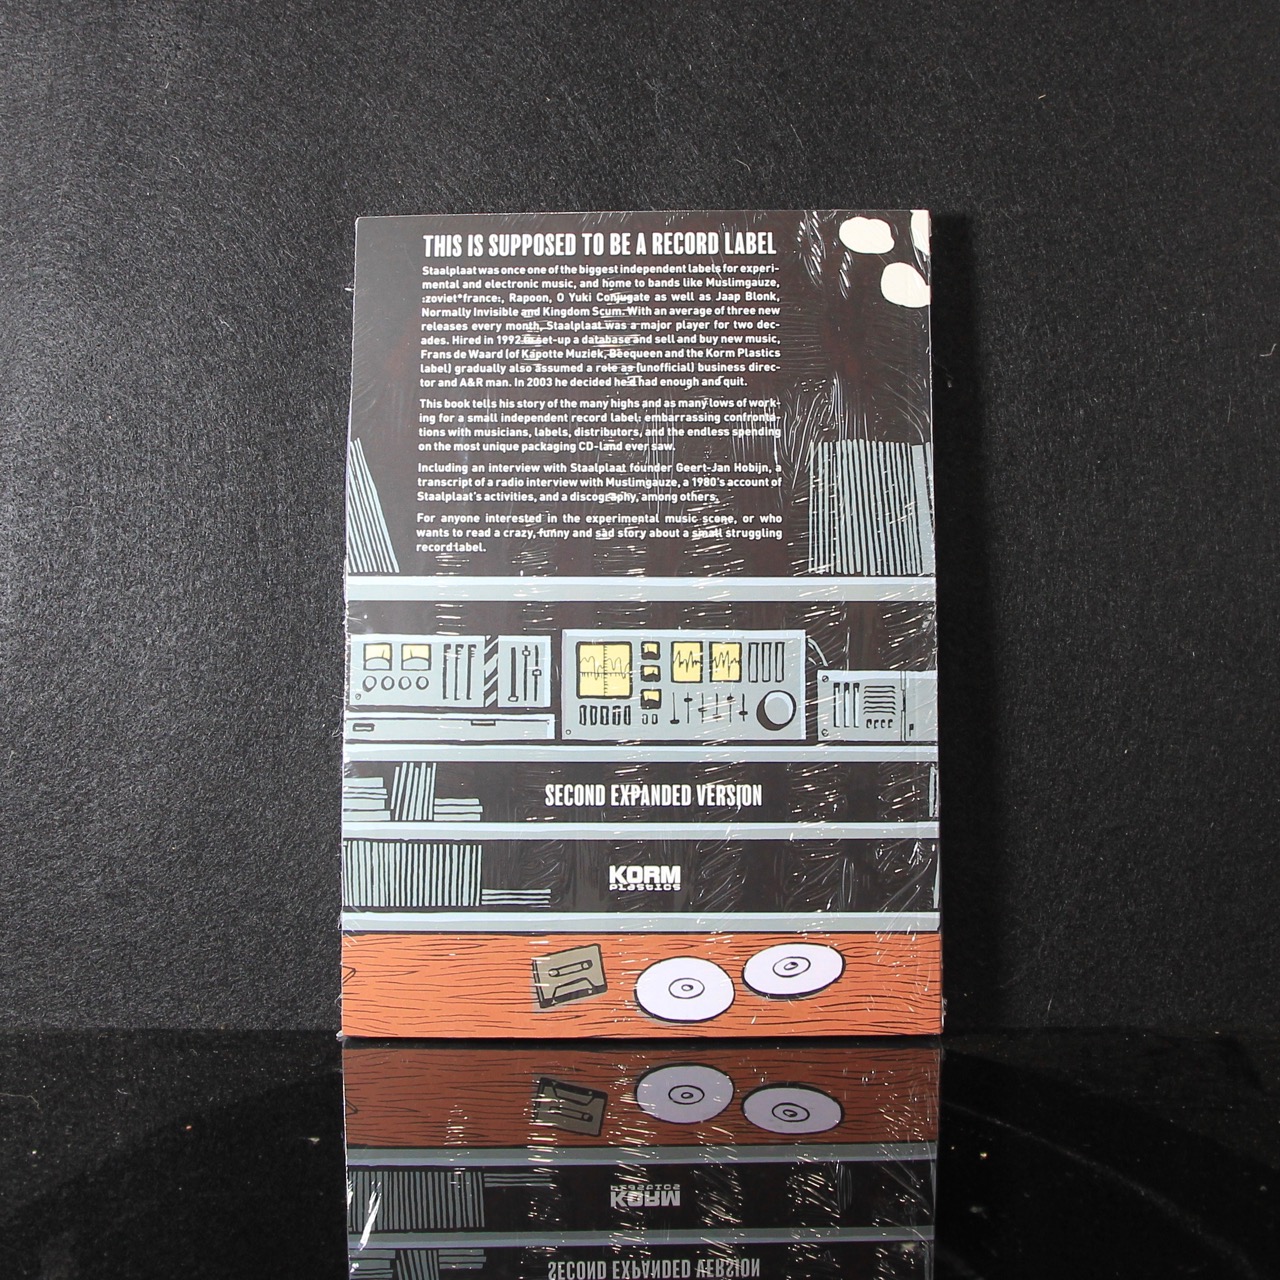 THIS IS SUPPOSED TO BE A RECORD LABEL
Staalplaat was once one of the biggest independent labels for experi-
mental and electronic music, and home to bands like Muslimgauze,
:zoviet*france:, Rapoon, O Yuki Conjugate as well as Jaap Blonk,
Normally Invisible and Kingdom Scum. With an average of three new
releases every month, Staalplaat was a major player for two dec-
ades. Hired in 1992 to set-up a database and sell and buy new music,
Frans de Waard (of Kapotte Muziek, Beequeen and the Korm Plastics
label) gradually also assumed a role as (unofficial) business direc-
tor and A&R man. In 2003 he decided he'd had enough and quit.
This book tells his story of the many highs and as many lows of work-
ing for a small independent record label: embarrassing confronta-
tions with musicians, labels, distributors, and the endless spending
on the most unique packaging CD-land ever saw.
Including an interview with Staalplaat founder Geert-Jan Hobijn, a
transcript of a radio interview with Muslimgauze, a 1980's account of
Staalplaat's activities, and a discography, among others.
For anyone interested in the experimental music scene, or who
wants to read a crazy, funny and sad story about a small struggling
record label.
SECOND EXPANDED VERSION
KORM
plastics
KORM
SECOND EXPANDED VERSION